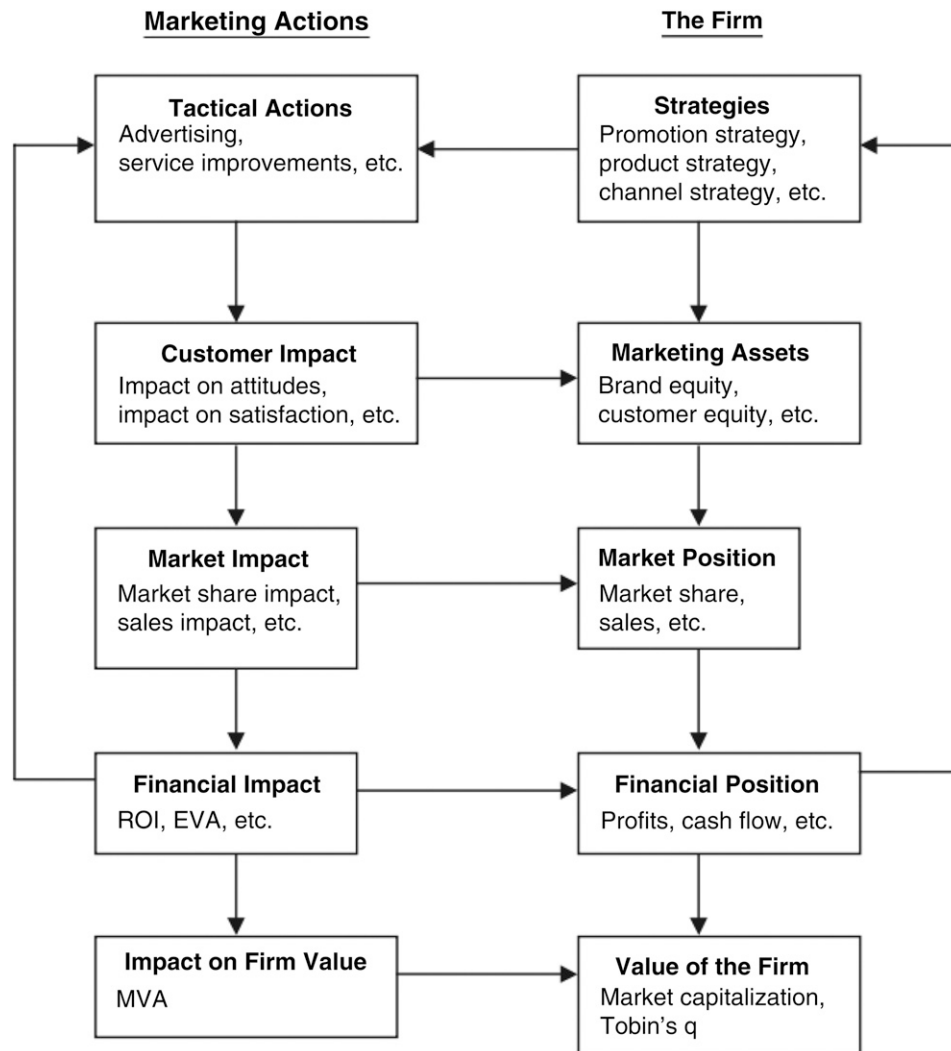 Marketing Actions
The Firm
Tactical Actions
Advertising,
service improvements, etc.
Strategies
Promotion strategy,
product strategy,
channel strategy, etc.
Customer Impact
Impact on attitudes,
impact on satisfaction, etc.
Marketing Assets
Brand equity,
customer equity, etc.
Market Impact
Market share impact,
sales impact, etc.
Market Position
Market share,
sales, etc.
Financial Impact
ROI, EVA, etc.
Financial Position
Profits, cash flow, etc.
Impact on Firm Value
MVA
Value of the Firm
Market capitalization,
Tobin's q